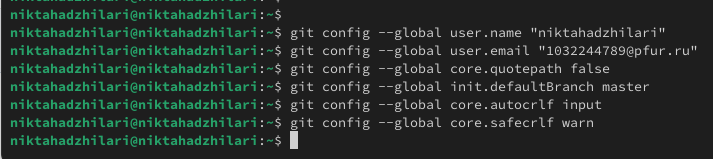 niktahadzhilari@niktahadzhilari:~$
niktahadzhilari@niktahadzhilari:~$ git config --global user.name "niktahadzhilari"
niktahadzhilari@niktahadzhilari:~$ git config --global user.email "1032244789@pfur.ru"
niktahadzhilari@niktahadzhilari:~$ git config --global core.quotepath false
niktahadzhilari@niktahadzhilari:~$ git config --global init.defaultBranch master
niktahadzhilari@niktahadzhilari:~$ git config --global core.autocrlf input
niktahadzhilari@niktahadzhilari:~$ git config --global core.safecrlf warn
niktahadzhilari@niktahadzhilari:~$